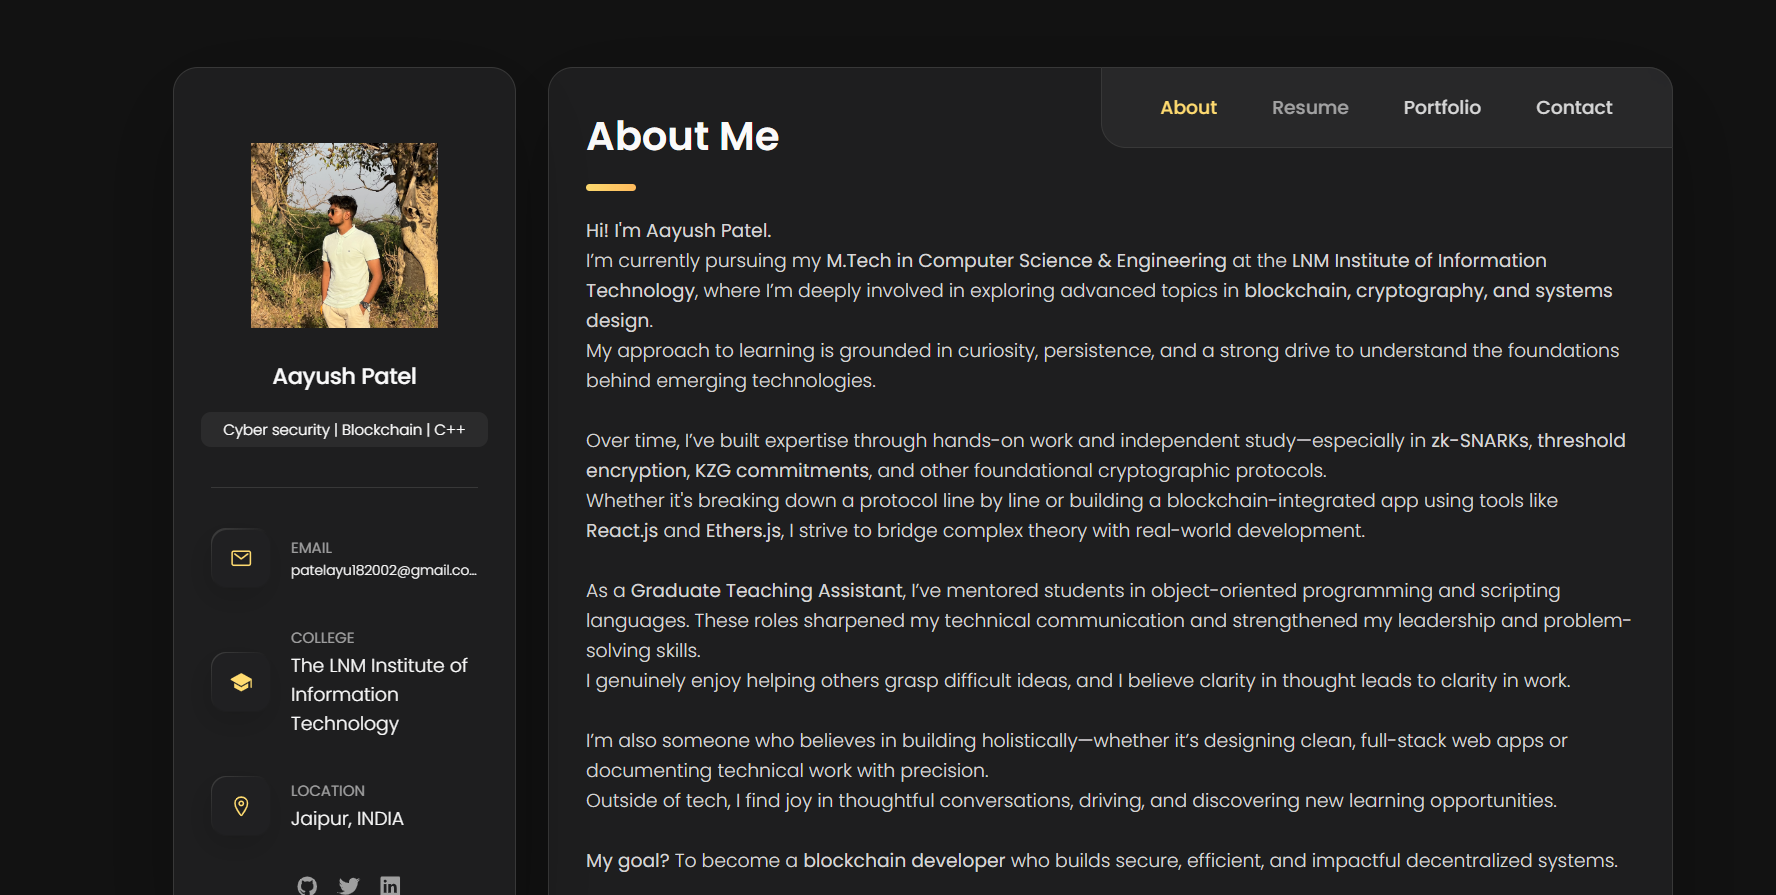 Aayush Patel
Cyber security | Blockchain | C++
EMAIL
patelayu182002@gmail.co...
COLLEGE
The LNM Institute of
Information
Technology
LOCATION
Jaipur, INDIA
About
Resume
Portfolio
Contact
About Me
Hi! I'm Aayush Patel.
I’m currently pursuing my M.Tech in Computer Science & Engineering at the LNM Institute of Information
Technology, where I’m deeply involved in exploring advanced topics in blockchain, cryptography, and systems
design.
My approach to learning is grounded in curiosity, persistence, and a strong drive to understand the foundations
behind emerging technologies.
Over time, I’ve built expertise through hands-on work and independent study—especially in zk-SNARKs, threshold
encryption, KZG commitments, and other foundational cryptographic protocols.
Whether it's breaking down a protocol line by line or building a blockchain-integrated app using tools like
React.js and Ethers.js, I strive to bridge complex theory with real-world development.
As a Graduate Teaching Assistant, I’ve mentored students in object-oriented programming and scripting
languages. These roles sharpened my technical communication and strengthened my leadership and problem-
solving skills.
I genuinely enjoy helping others grasp difficult ideas, and I believe clarity in thought leads to clarity in work.
I’m also someone who believes in building holistically—whether it’s designing clean, full-stack web apps or
documenting technical work with precision.
Outside of tech, I find joy in thoughtful conversations, driving, and discovering new learning opportunities.
My goal? To become a blockchain developer who builds secure, efficient, and impactful decentralized systems.